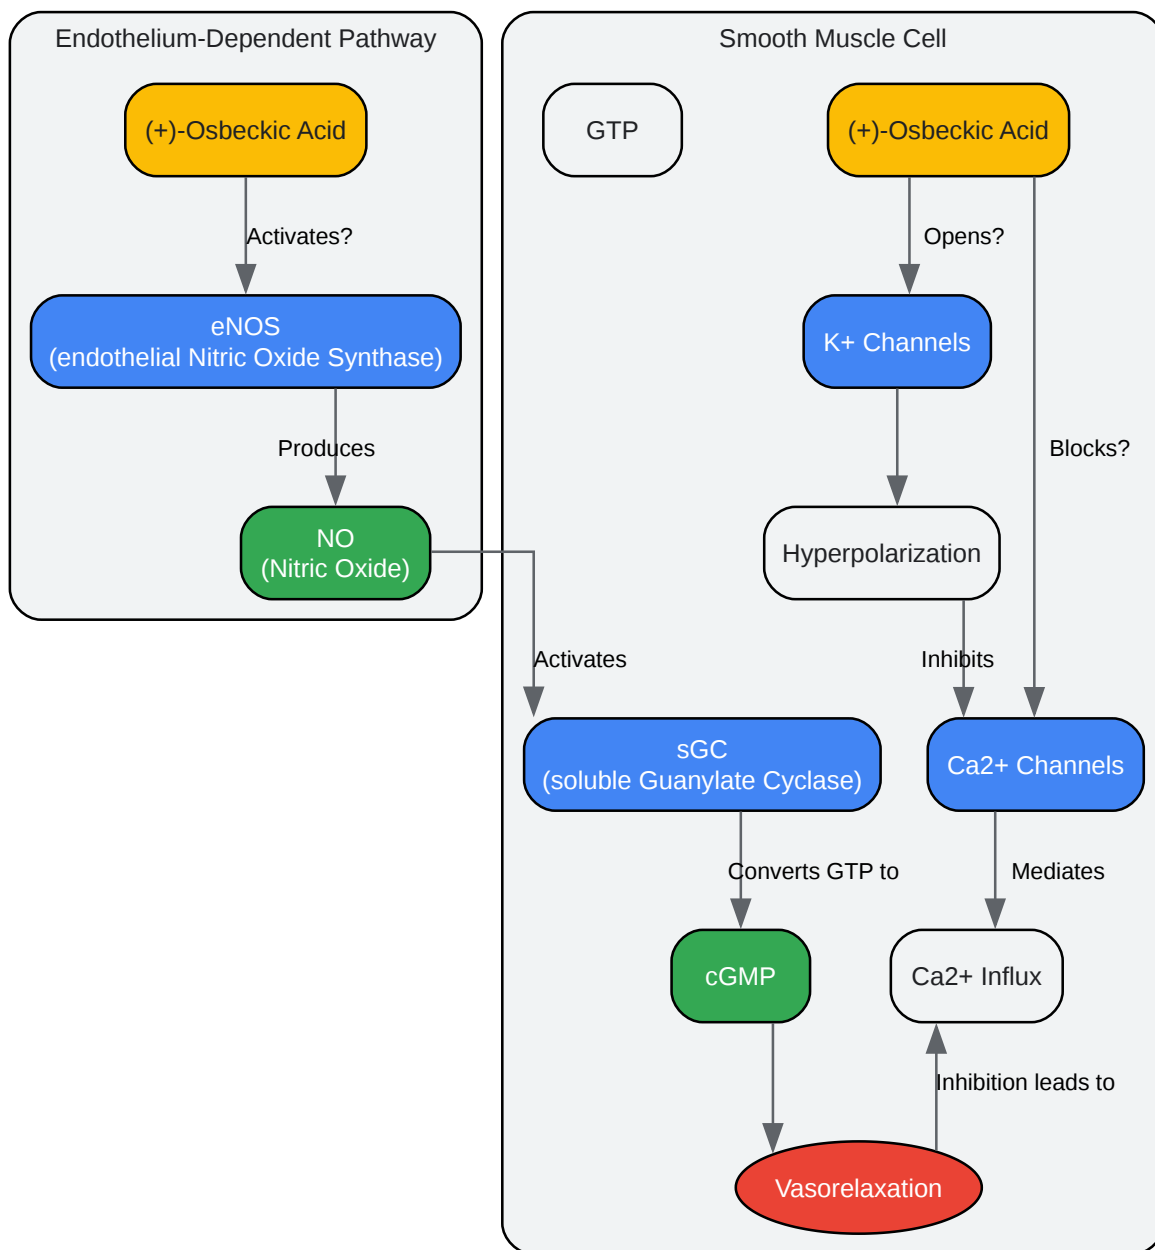 Endothelium-Dependent Pathway
(+)-Osbeckic Acid
Activates?
eNOS
(endothelial Nitric Oxide Synthase)
Produces
NO
(Nitric Oxide)
Smooth Muscle Cell
GTP
(+)-Osbeckic Acid
Opens?
K+ Channels
Blocks?
Hyperpolarization
Activates
Inhibits
sGC
(soluble Guanylate Cyclase)
Ca2+ Channels
Converts GTP to
Mediates
cGMP
Ca2+ Influx
Inhibition leads to
Vasorelaxation